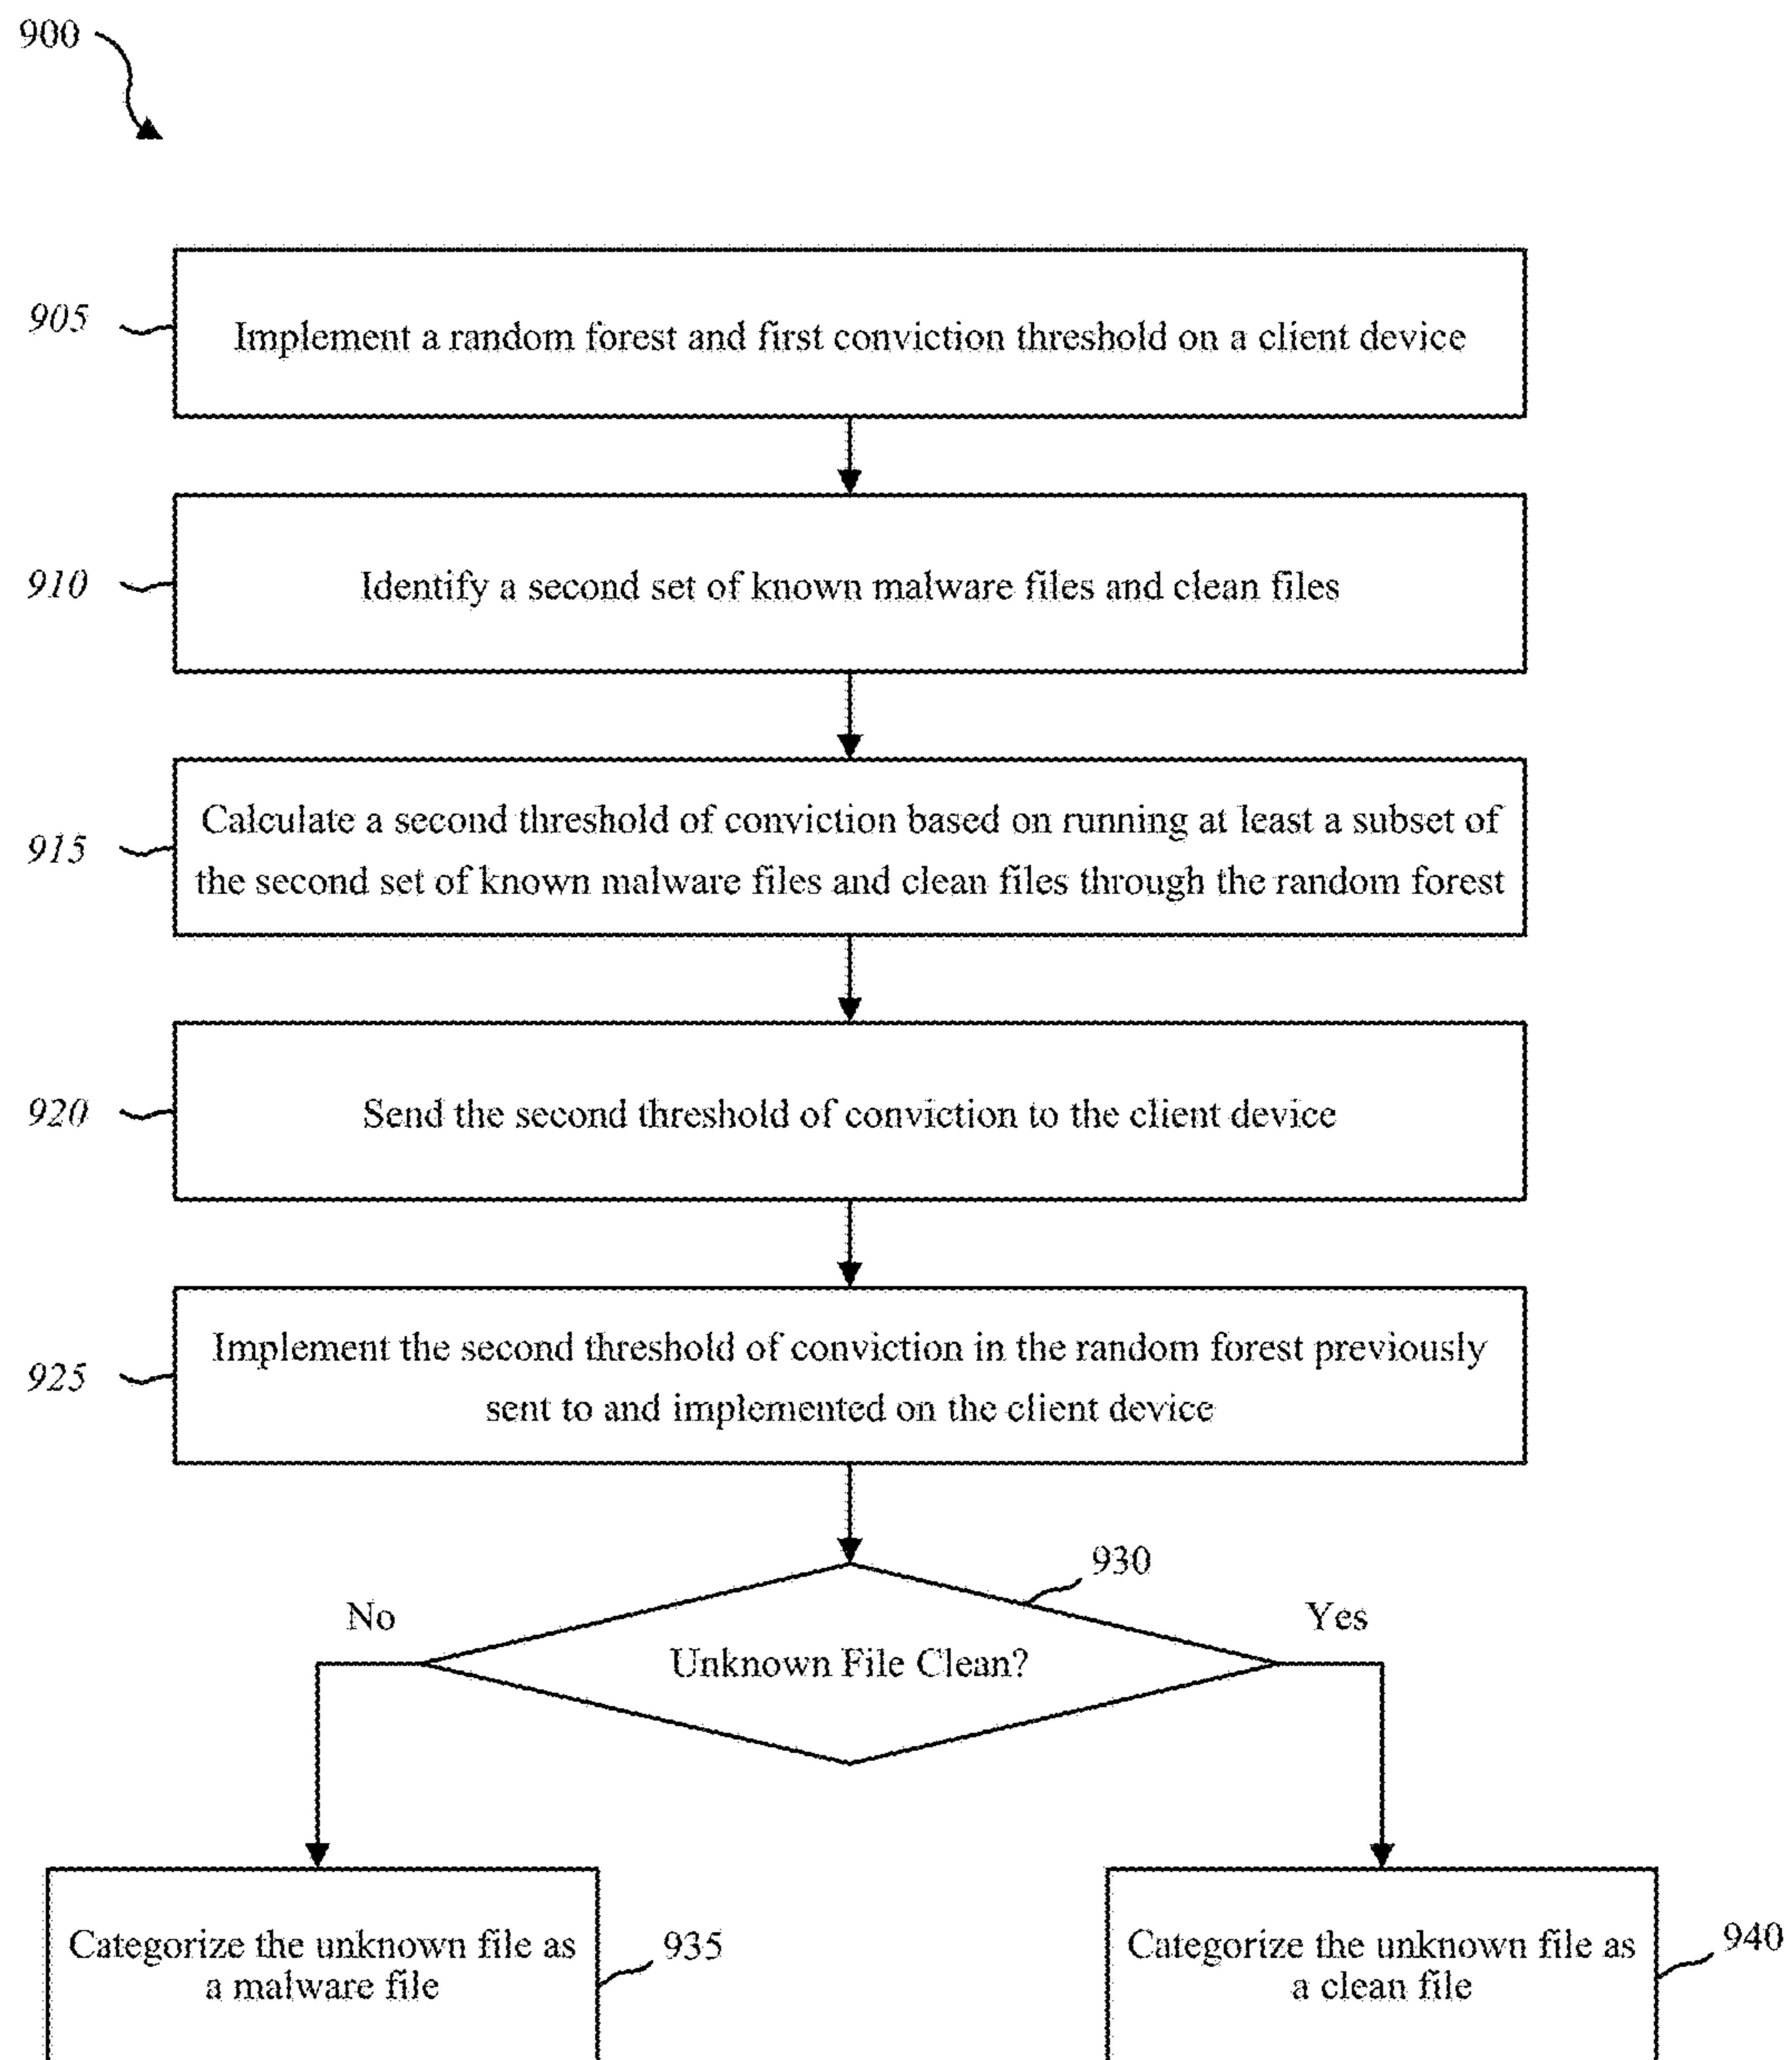 900
905
Implement a random forest and first conviction threshold on a client device
910
Identify a second set of known malware files and clean files
915
Calculate a second threshold of conviction based on running at least a subset of
the second set of known malware files and clean files through the random forest
920
Send the second threshold of conviction to the client device
925
Implement the second threshold of conviction in the random forest previously
sent to and implemented on the client device
930
No
Yes
Unknown File Clean?
Categorize the unknown file as
a malware file
935
Categorize the unknown file as
a clean file
940